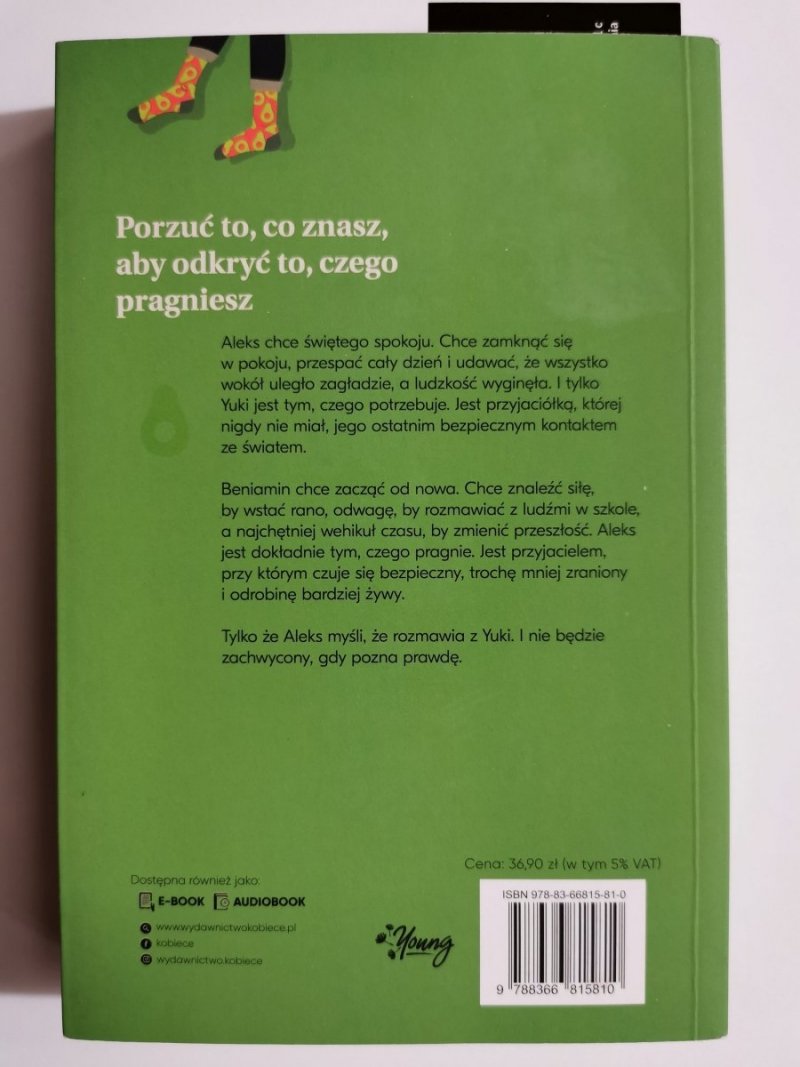 Porzuć to, co znasz,
aby odkryć to, czego
pragniesz
Aleks chce świętego spokoju. Chce zamknąć się
w pokoju, przespać cały dzień i udawać, że wszystko
wokół uległo zagładzie, a ludzkość wyginęła. I tylko
Yuki jest tym, czego potrzebuje. Jest przyjaciółką, której
nigdy nie miał, jego ostatnim bezpiecznym kontaktem
ze światem.
Beniamin chce zacząć od nowa. Chce znaleźć siłę,
by wstać rano, odwagę, by rozmawiać z ludźmi w szkole,
a najchętniej wehikuł czasu, by zmienić przeszłość. Aleks
jest dokładnie tym, czego pragnie. Jest przyjacielem,
przy którym czuje się bezpieczny, trochę mniej zraniony
i odrobinę bardziej żywy.
Tylko że Aleks myśli, że rozmawia z Yuki. I nie będzie
zachwycony, gdy pozna prawdę.
Cena: 36,90 zł (w tym 5% VAT)
Dostępna również jako:
E-BOOK AUDIOBOOK
www.wydawnictwokobiece.pl
kobiece
wydawnictwo.kobiece
Young
ISBN 978-83-66815-81-0
9 788366 815810